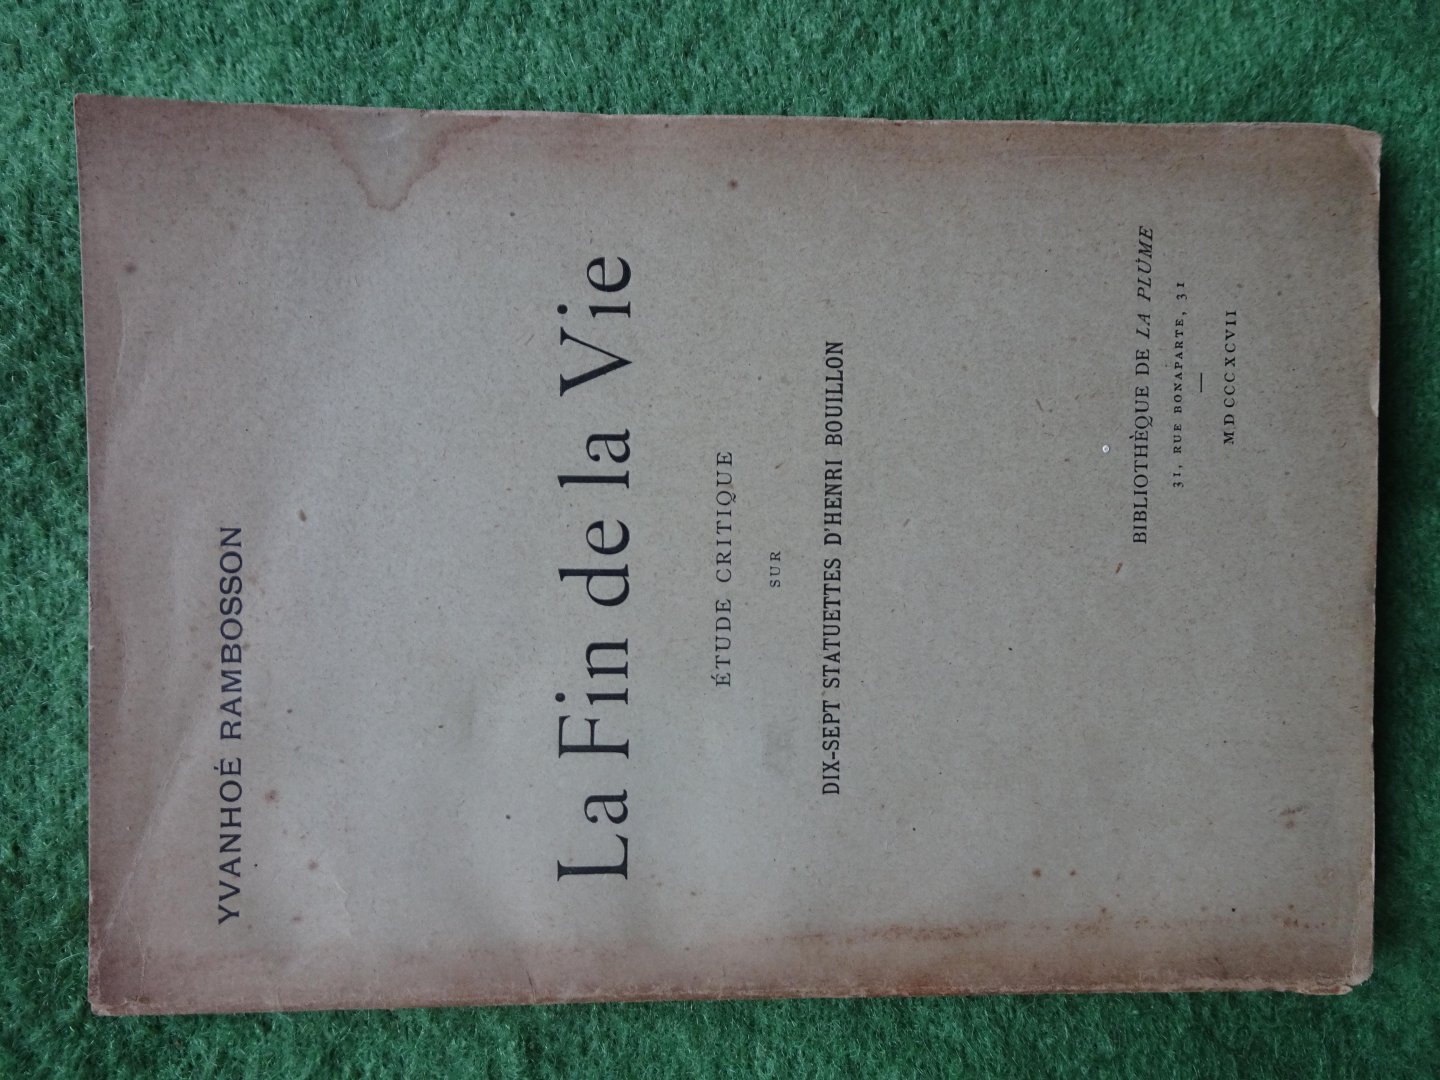 YVANHOÉ RAMBOSSON
La Fin de la Vie
ÉTUDE CRITIQUE
SUR
DIX-SEPT STATUETTES D'HENRI BOUILLON
BIBLIOTHÈQUE DE LA PLUME
31, RUE BONAPARTE, 31
—
MDCCCXCVII